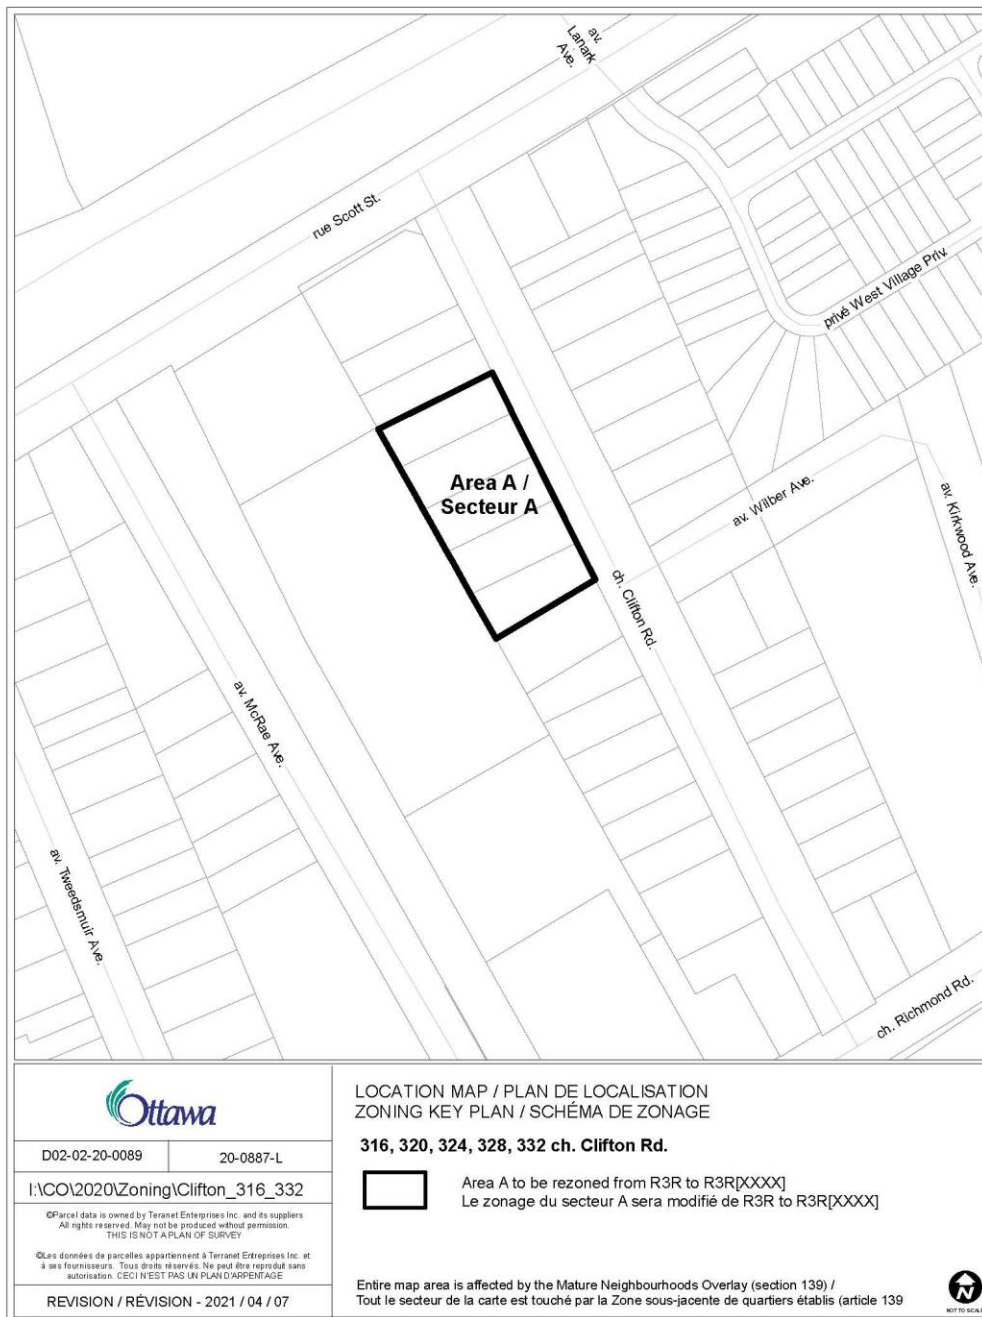 av.
Lanark
Ave.
rue Scott St.
privé West Village Priv.
Area A /
Secteur A
av. Wilber Ave.
av. Kirkwood Ave.
ch. Clifton Rd.
av. McRae Ave.
av. Tweedsmuir Ave.
ch. Richmond Rd.
Ottawa
D02-02-20-0089
20-0887-L
I:\CO\2020\Zoning\Clifton_316_332
©Parcel data is owned by Teranet Enterprises Inc. and its suppliers
All rights reserved. May not be produced without permission.
THIS IS NOT A PLAN OF SURVEY
©Les données de parcelles appartiennent à Terranet Entreprises Inc. et
à ses fournisseurs. Tous droits réservés. Ne peut être reproduit sans
autorisation. CECI N'EST PAS UN PLAN D'ARPENTAGE
REVISION / RÉVISION - 2021 / 04 / 07
LOCATION MAP / PLAN DE LOCALISATION
ZONING KEY PLAN / SCHÉMA DE ZONAGE
316, 320, 324, 328, 332 ch. Clifton Rd.
Area A to be rezoned from R3R to R3R[XXXX]
Le zonage du secteur A sera modifié de R3R to R3R[XXXX]
Entire map area is affected by the Mature Neighbourhoods Overlay (section 139) /
Tout le secteur de la carte est touché par la Zone sous-jacente de quartiers établis (article 139
N
NOT TO SCALE